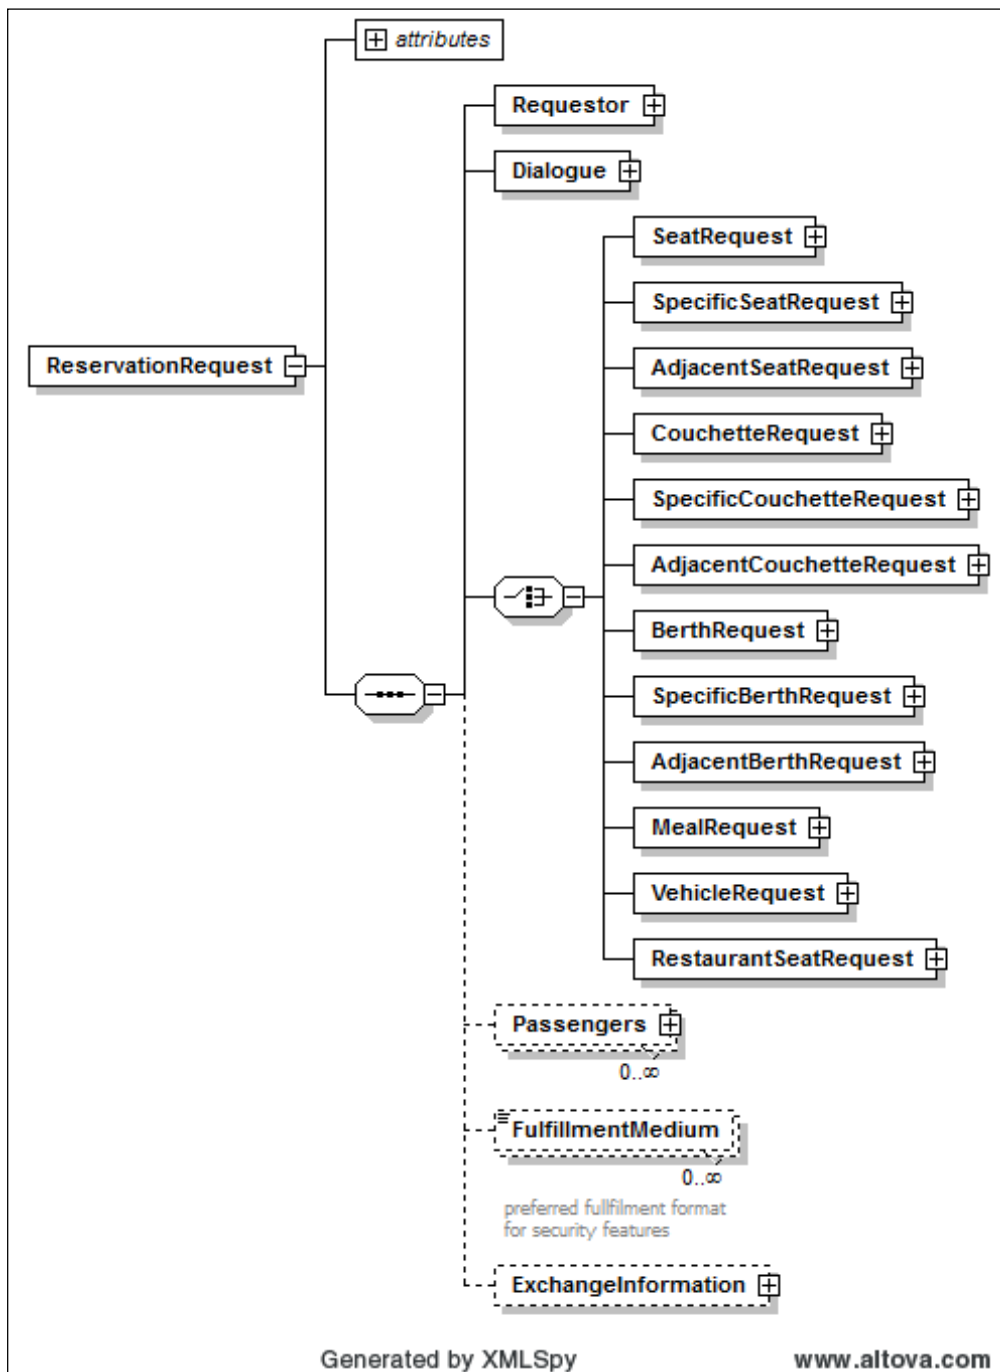 attributes
Requestor
Dialogue
SeatRequest
SpecificSeatRequest
AdjacentSeatRequest
ReservationRequest
CouchetteRequest
SpecificCouchetteRequest
AdjacentCouchetteRequest
BerthRequest
SpecificBerthRequest
AdjacentBerthRequest
MealRequest
VehicleRequest
RestaurantSeatRequest
Passengers
0..∞
FulfillmentMedium
0..∞
preferred fullfilment format
for security features
ExchangeInformation
Generated by XMLSpy
www.altova.com